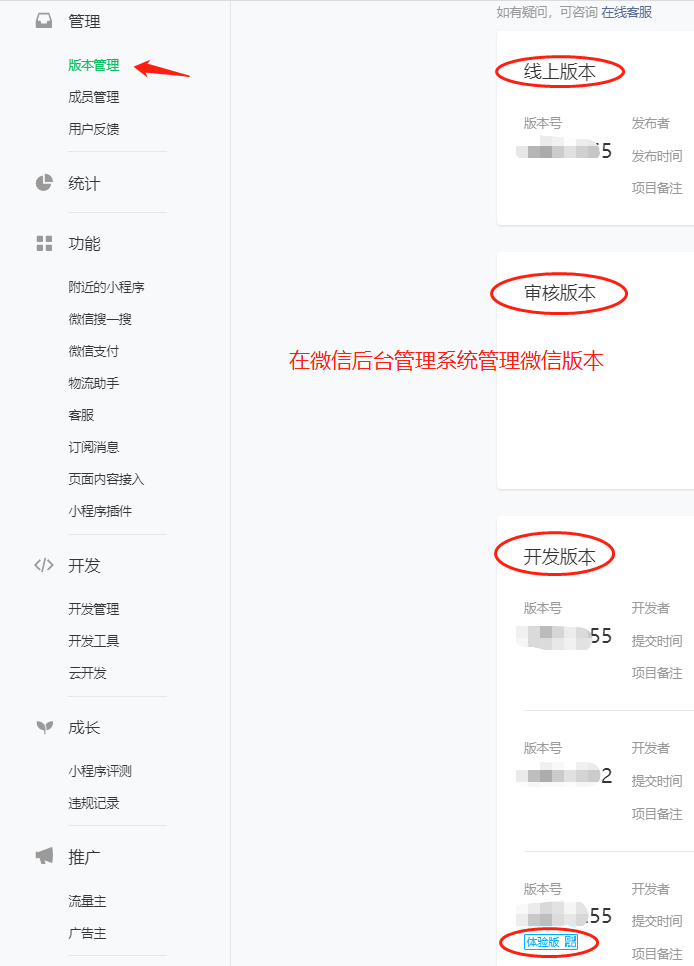 管理
版本管理
成员管理
用户反馈
统计
功能
附近的小程序
微信搜一搜
微信支付
物流助手
客服
订阅消息
页面内容接入
小程序插件
开发
开发管理
开发工具
云开发
成长
小程序评测
违规记录
推广
流量主
广告主
如有疑问，可咨询 在线客服
线上版本
版本号 发布者
5 发布时间
项目备注
审核版本
在微信后台管理系统管理微信版本
开发版本
版本号 开发者
55 提交时间
项目备注
版本号 开发者
2 提交时间
项目备注
版本号 开发者
55 提交时间
体验版 项目备注